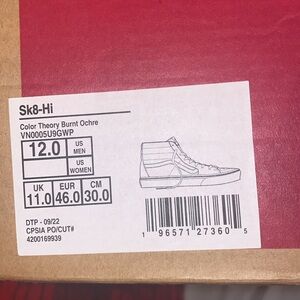 Sk8-Hi
Color Theory Burnt Ochre
VN0005U9GWP
12.0 US MEN
US WOMEN
UK EUR CM
11.0 46.0 30.0
DTP - 09/22
CPSIA PO/CUT#
4200169939
1 96571 27360 5